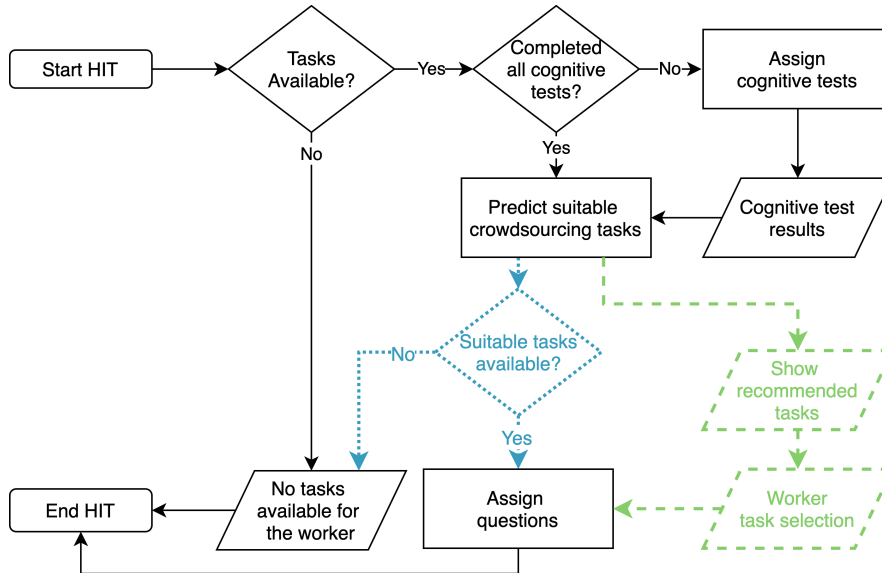 Start HIT
Tasks
Available?
Yes
Completed
all cognitive
tests?
No
Assign
cognitive tests
No
Yes
Predict suitable
crowdsourcing tasks
Cognitive test
results
No
Suitable tasks
available?
Show
recommended
tasks
Yes
End HIT
No tasks
available for
the worker
Assign
questions
Worker
task selection